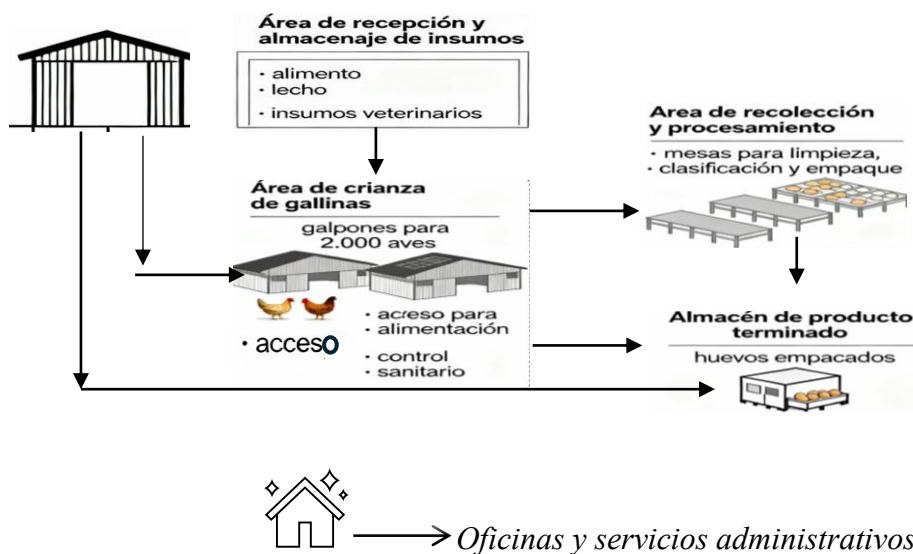 Área de recepción y
almacenaje de insumos
· alimento
· lecho
· insumos veterinarios
Área de crianza
de gallinas
galpones para
2.000 aves
· acceso
· acreso para
· alimentación
· control
· sanitario
Area de recolección
y procesamiento
· mesas para limpieza,
· clasificación y empaque
Almacén de producto
terminado
huevos empacados
Oficinas y servicios administrativos